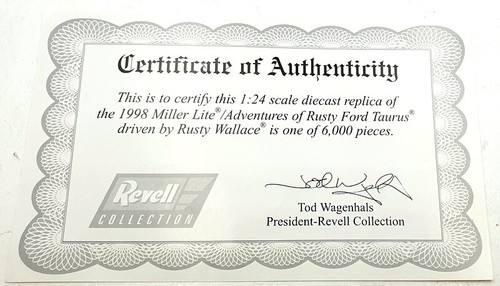 Certificate of Authenticity
This is to certify this 1:24 scale diecast replica of
the 1998 Miller Lite®/Adventures of Rusty Ford Taurus®
driven by Rusty Wallace® is one of 6,000 pieces.
Revell
COLLECTION
Tod Wagenhals
President-Revell Collection